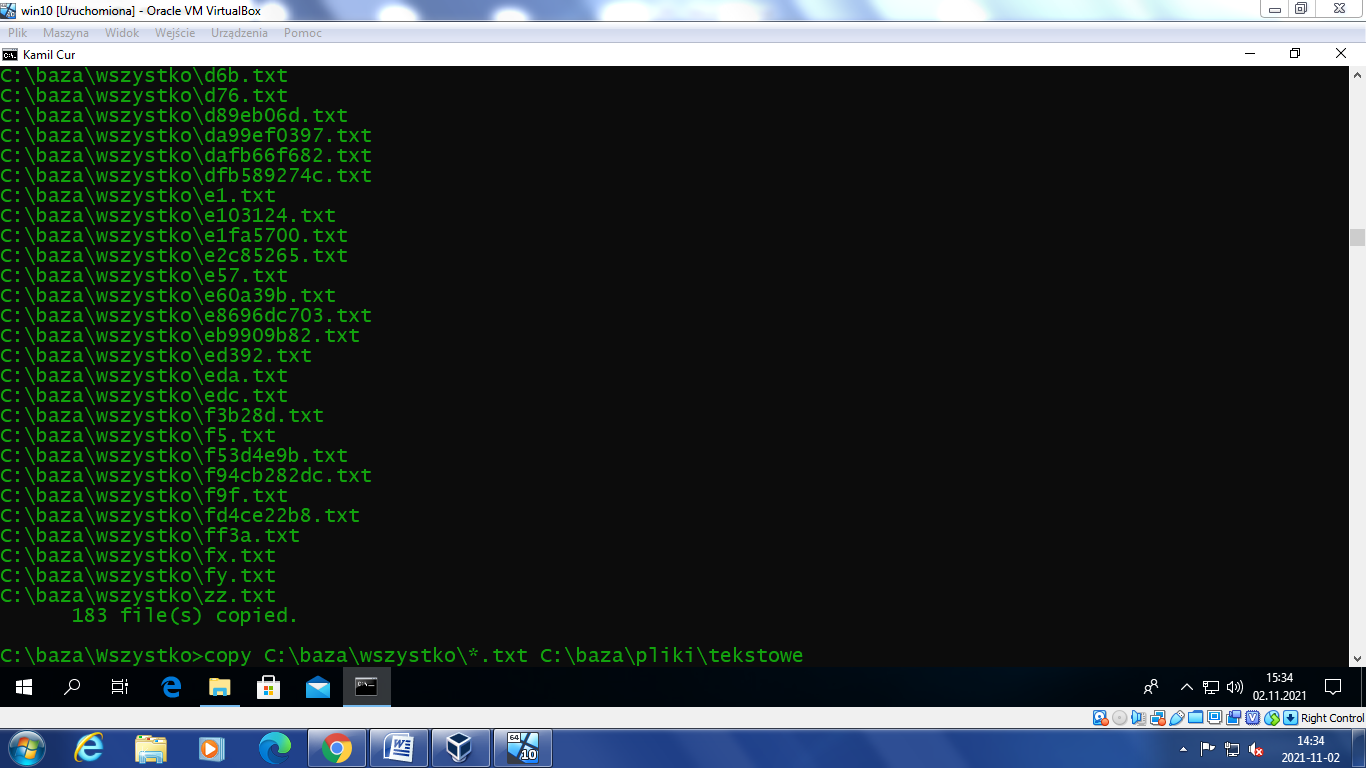 win10 [Uruchomiona] - Oracle VM VirtualBox
Plik Maszyna Widok Wejście Urządzenia Pomoc
Kamil Cur
C:\baza\wszystko\d6b.txt
C:\baza\wszystko\d76.txt
C:\baza\wszystko\d89eb06d.txt
C:\baza\wszystko\da99ef0397.txt
C:\baza\wszystko\dafb66f682.txt
C:\baza\wszystko\dfb589274c.txt
C:\baza\wszystko\e1.txt
C:\baza\wszystko\e103124.txt
C:\baza\wszystko\e1fa5700.txt
C:\baza\wszystko\e2c85265.txt
C:\baza\wszystko\e57.txt
C:\baza\wszystko\e60a39b.txt
C:\baza\wszystko\e8696dc703.txt
C:\baza\wszystko\eb9909b82.txt
C:\baza\wszystko\ed392.txt
C:\baza\wszystko\eda.txt
C:\baza\wszystko\edc.txt
C:\baza\wszystko\f3b28d.txt
C:\baza\wszystko\f5.txt
C:\baza\wszystko\f53d4e9b.txt
C:\baza\wszystko\f94cb282dc.txt
C:\baza\wszystko\f9f.txt
C:\baza\wszystko\fd4ce22b8.txt
C:\baza\wszystko\ff3a.txt
C:\baza\wszystko\fx.txt
C:\baza\wszystko\fy.txt
C:\baza\wszystko\zz.txt
183 file(s) copied.
C:\baza\Wszystko>copy C:\baza\wszystko\*.txt C:\baza\pliki\tekstowe
15:34
02.11.2021
Right Control
64
10
14:34
2021-11-02